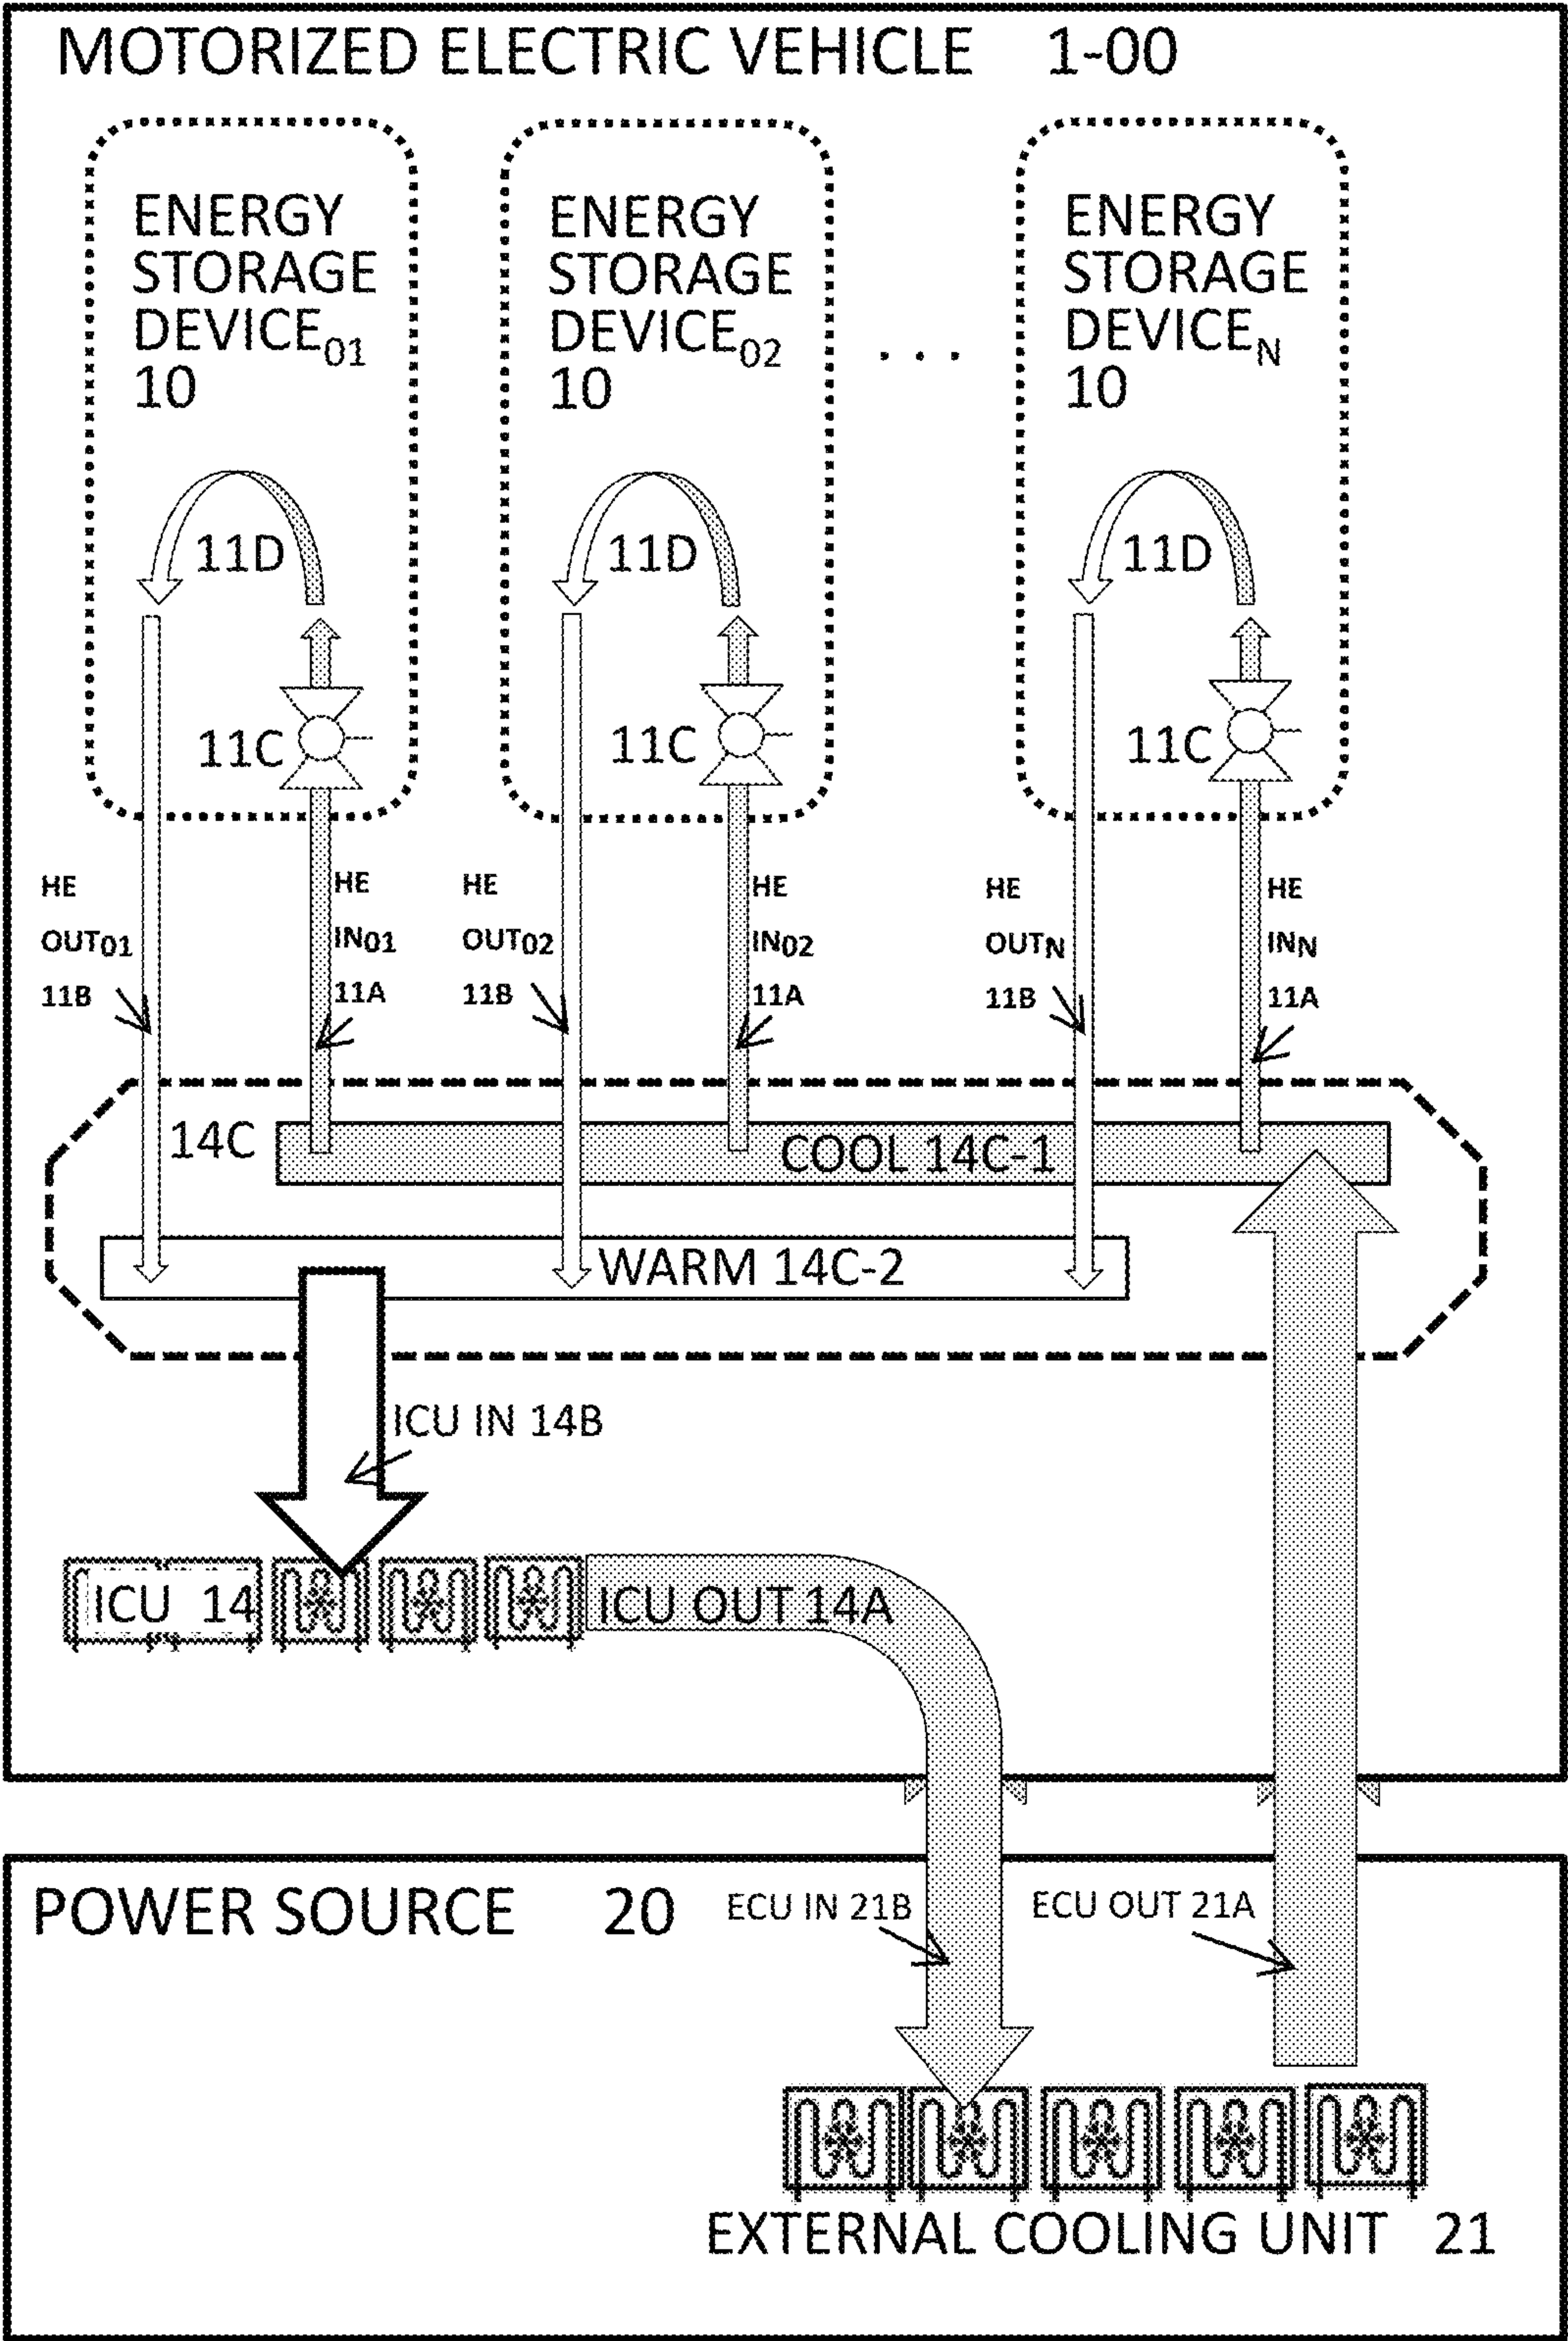 MOTORIZED ELECTRIC VEHICLE 1-00
ENERGY
STORAGE
DEVICE01
10
ENERGY
STORAGE
DEVICE02
10
. . .
ENERGY
STORAGE
DEVICEN
10
11D
11D
11D
11C
11C
11C
HE
OUT01
11B
HE
IN01
11A
HE
OUT02
11B
HE
IN02
11A
HE
OUTN
11B
HE
INN
11A
14C
COOL 14C-1
WARM 14C-2
ICU IN 14B
ICU 14
ICU OUT 14A
POWER SOURCE 20
ECU IN 21B
ECU OUT 21A
EXTERNAL COOLING UNIT 21